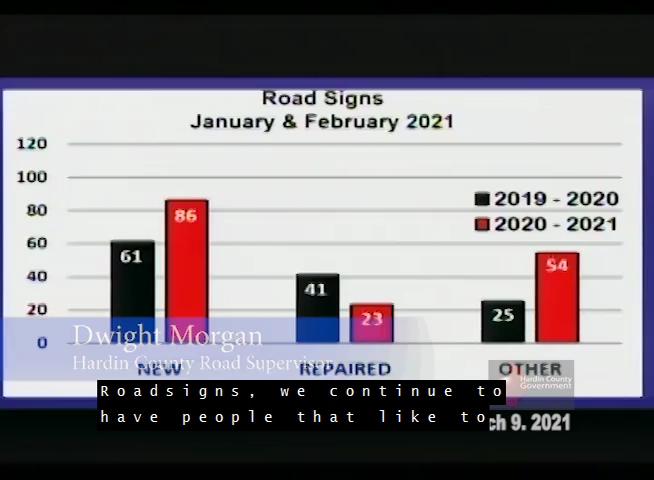 Road Signs
January & February 2021
120
100
80
60
40
20
0
2019 - 2020
2020 - 2021
61
86
41
23
25
54
NEW
REPAIRED
OTHER
Dwight Morgan
Hardin County Road Supervisor
Hardin County
Government
Roadsigns, we continue to
have people that like to
ch 9. 2021